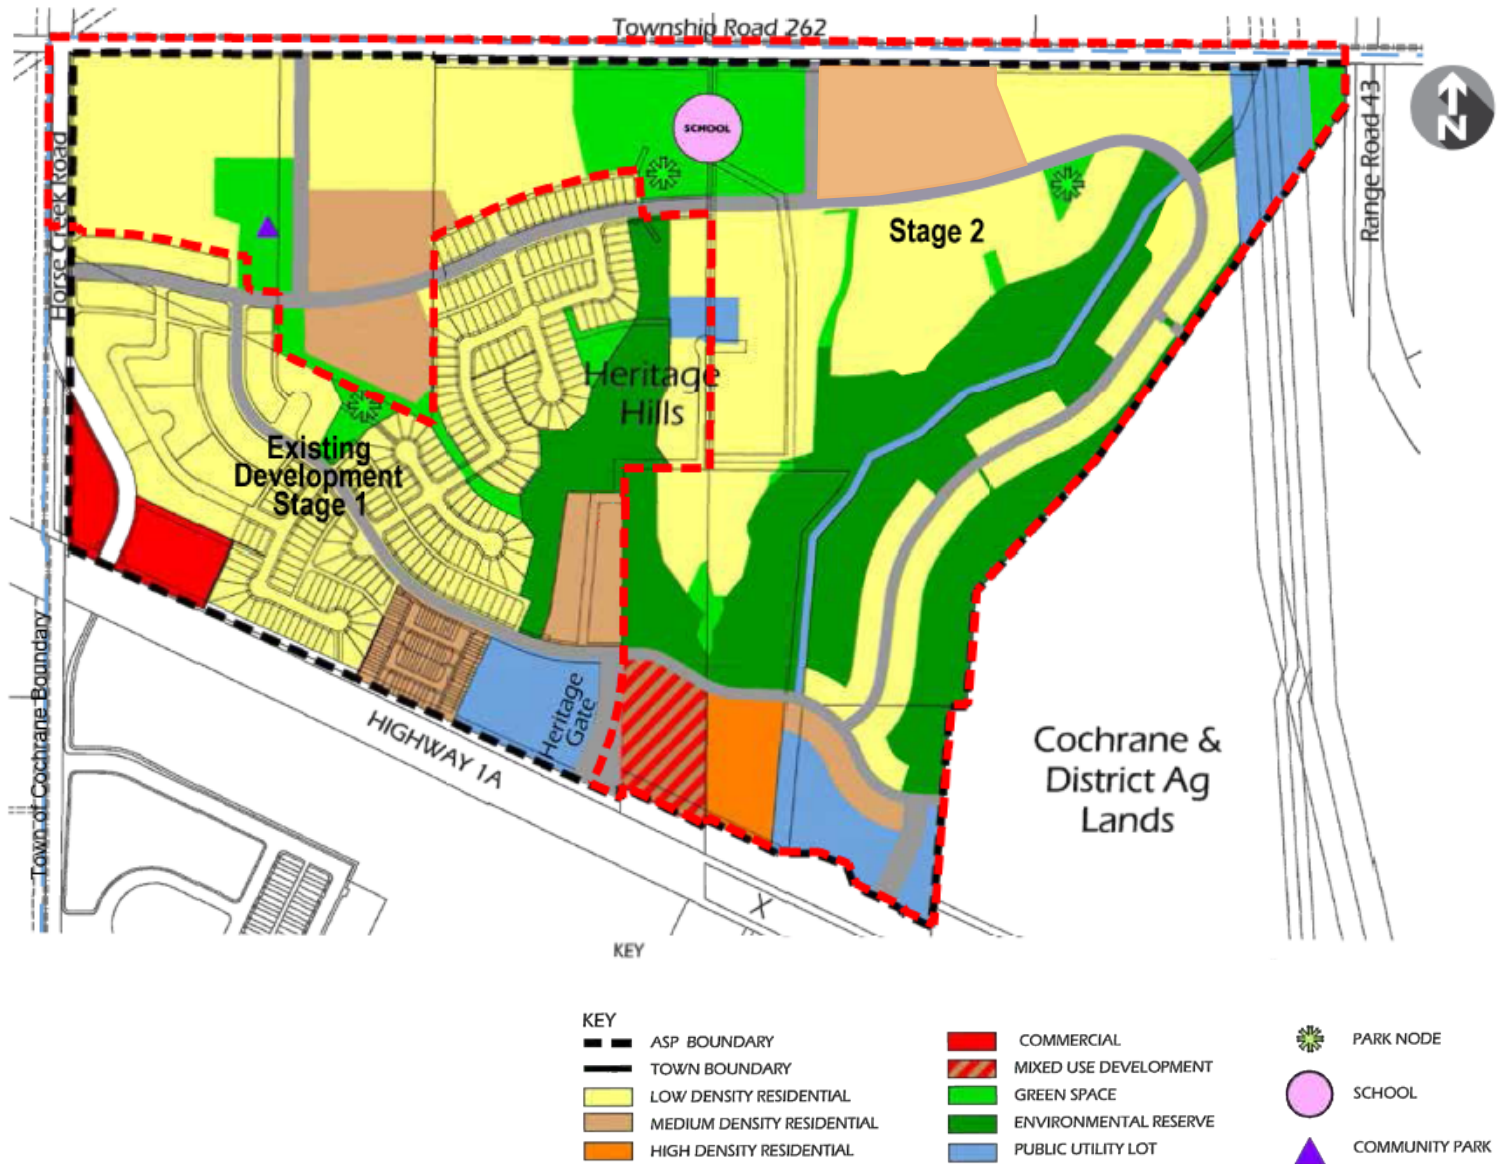 Township Road 262
SCHOOL
N
Range Road 43
Horse Creek Road
Stage 2
Heritage
Hills
Existing
Development
Stage 1
Town of Cochrane Boundary
HIGHWAY 1A
Heritage
Gate
Cochrane &
District Ag
Lands
X
KEY
KEY
ASP BOUNDARY
TOWN BOUNDARY
LOW DENSITY RESIDENTIAL
MEDIUM DENSITY RESIDENTIAL
HIGH DENSITY RESIDENTIAL
COMMERCIAL
MIXED USE DEVELOPMENT
GREEN SPACE
ENVIRONMENTAL RESERVE
PUBLIC UTILITY LOT
PARK NODE
SCHOOL
COMMUNITY PARK